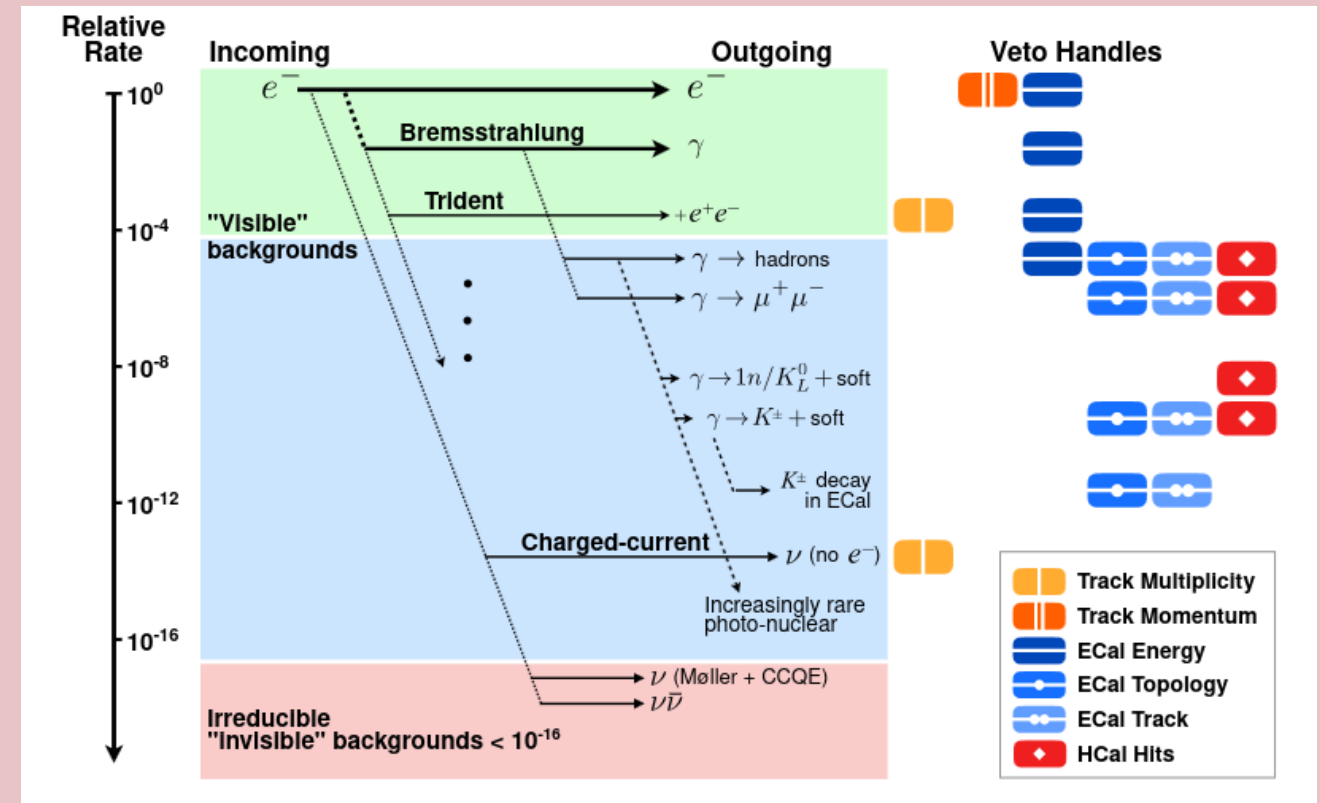 Relative
Rate
Incoming
Outgoing
Veto Handles
10⁰
e⁻
e⁻
Bremsstrahlung
γ
Trident
+e⁺e⁻
"Visible"
10⁻⁴
backgrounds
γ → hadrons
γ → μ⁺μ⁻
10⁻⁸
γ→1n/K⁰_L + soft
γ→K± + soft
K± decay
in ECal
10⁻¹²
Charged-current
ν (no e⁻)
Increasingly rare
photo-nuclear
10⁻¹⁶
ν (Møller + CCQE)
νν̄
Irreducible
"Invisible" backgrounds < 10⁻¹⁶
Track Multiplicity
Track Momentum
ECal Energy
ECal Topology
ECal Track
HCal Hits